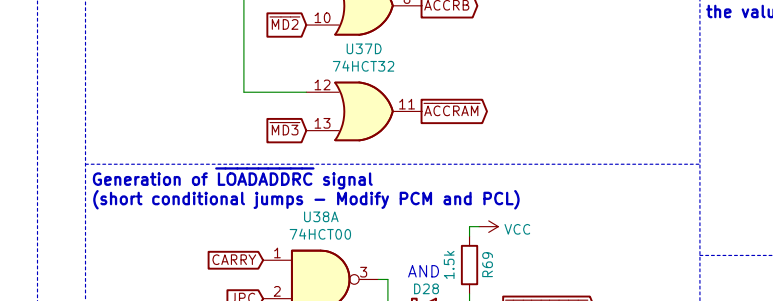 ACCRB
the valu
MD2
10
U37D
74HCT32
12
11
ACCRAM
MD3
13
Generation of LOADADDRC signal
(short conditional jumps – Modify PCM and PCL)
U38A
74HCT00
VCC
CARRY
1
3
AND
1.5k
R69
D28
JPC
2